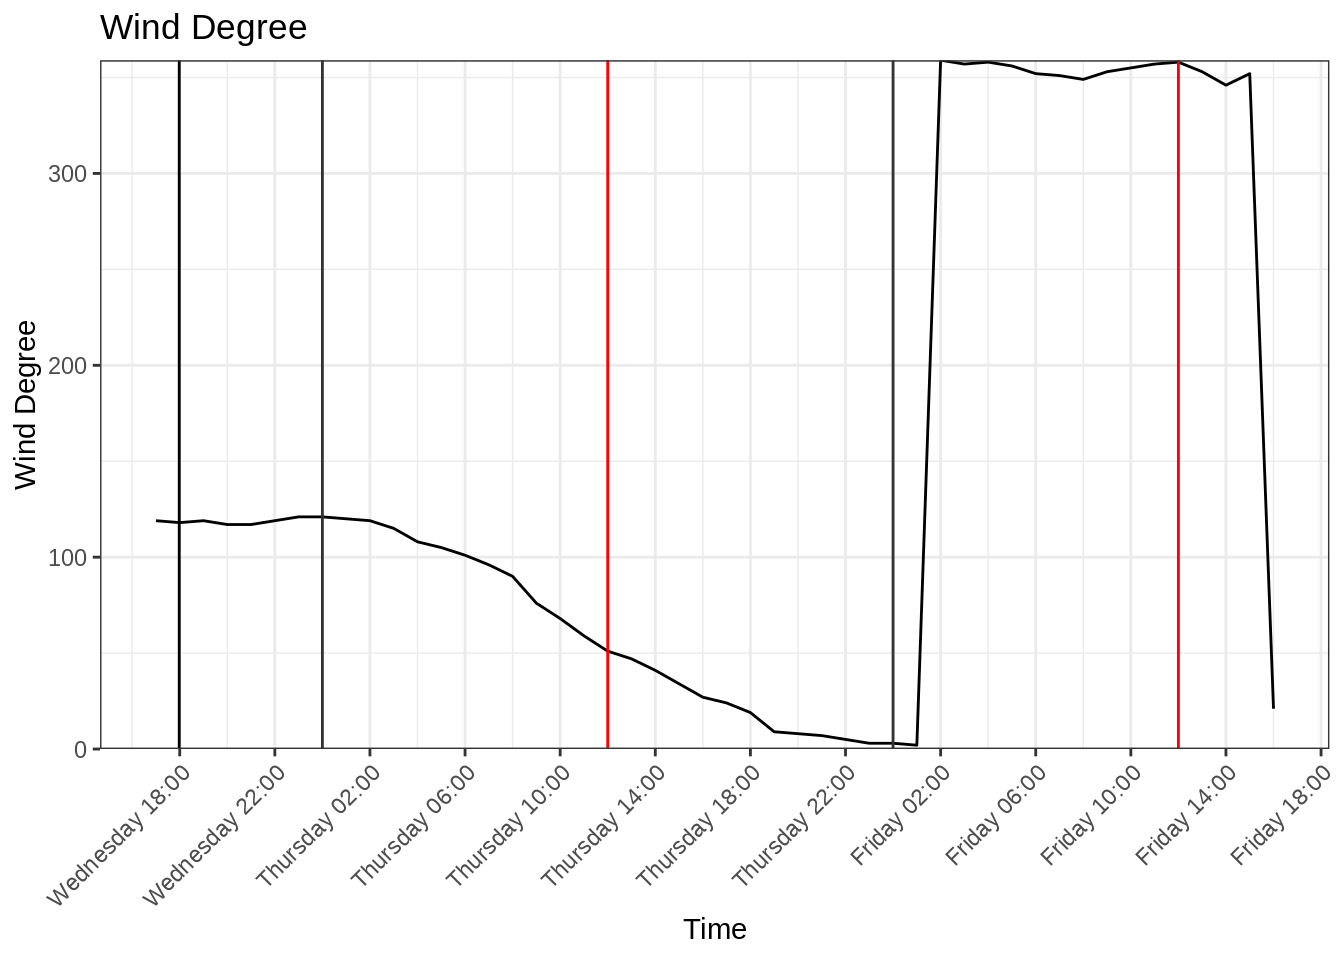 Wind Degree
Wind Degree
300
200
100
0
Wednesday 18:00
Wednesday 22:00
Thursday 02:00
Thursday 06:00
Thursday 10:00
Thursday 14:00
Thursday 18:00
Thursday 22:00
Friday 02:00
Friday 06:00
Friday 10:00
Friday 14:00
Friday 18:00
Time